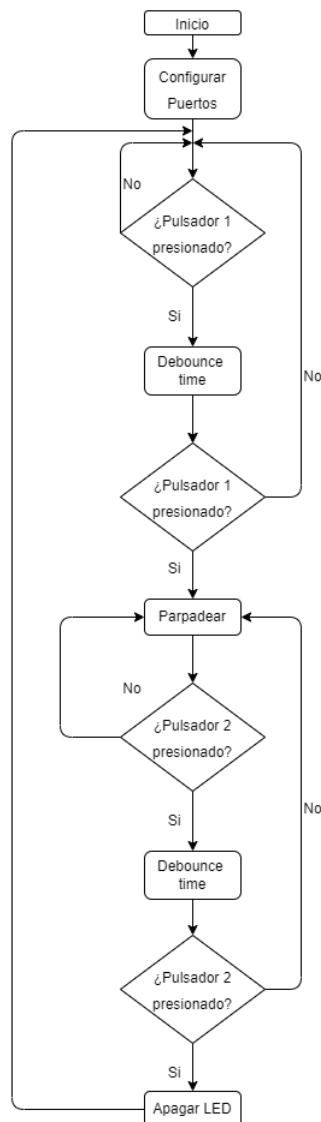 Inicio
Configurar
Puertos
No
¿Pulsador 1
presionado?
Si
Debounce
time
No
¿Pulsador 1
presionado?
Si
Parpadear
No
¿Pulsador 2
presionado?
No
Si
Debounce
time
¿Pulsador 2
presionado?
Si
Apagar LED